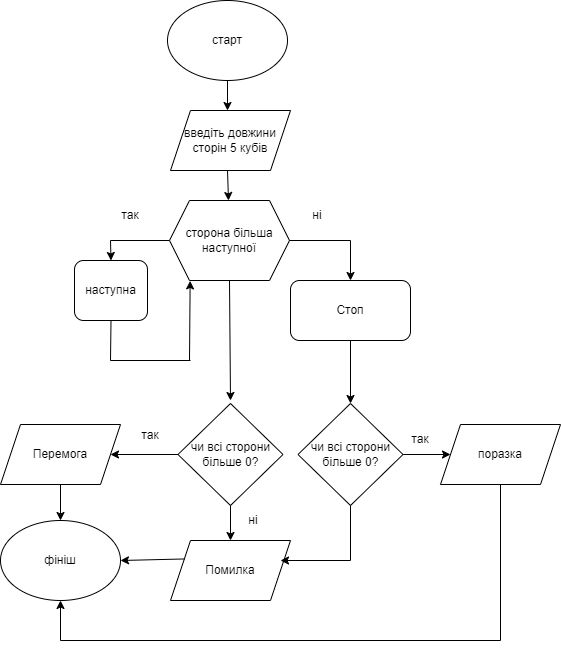 старт
введіть довжини
сторін 5 кубів
так
ні
сторона більша
наступної
наступна
Стоп
так
чи всі сторони
більше 0?
чи всі сторони
більше 0?
так
Перемога
поразка
ні
фініш
Помилка